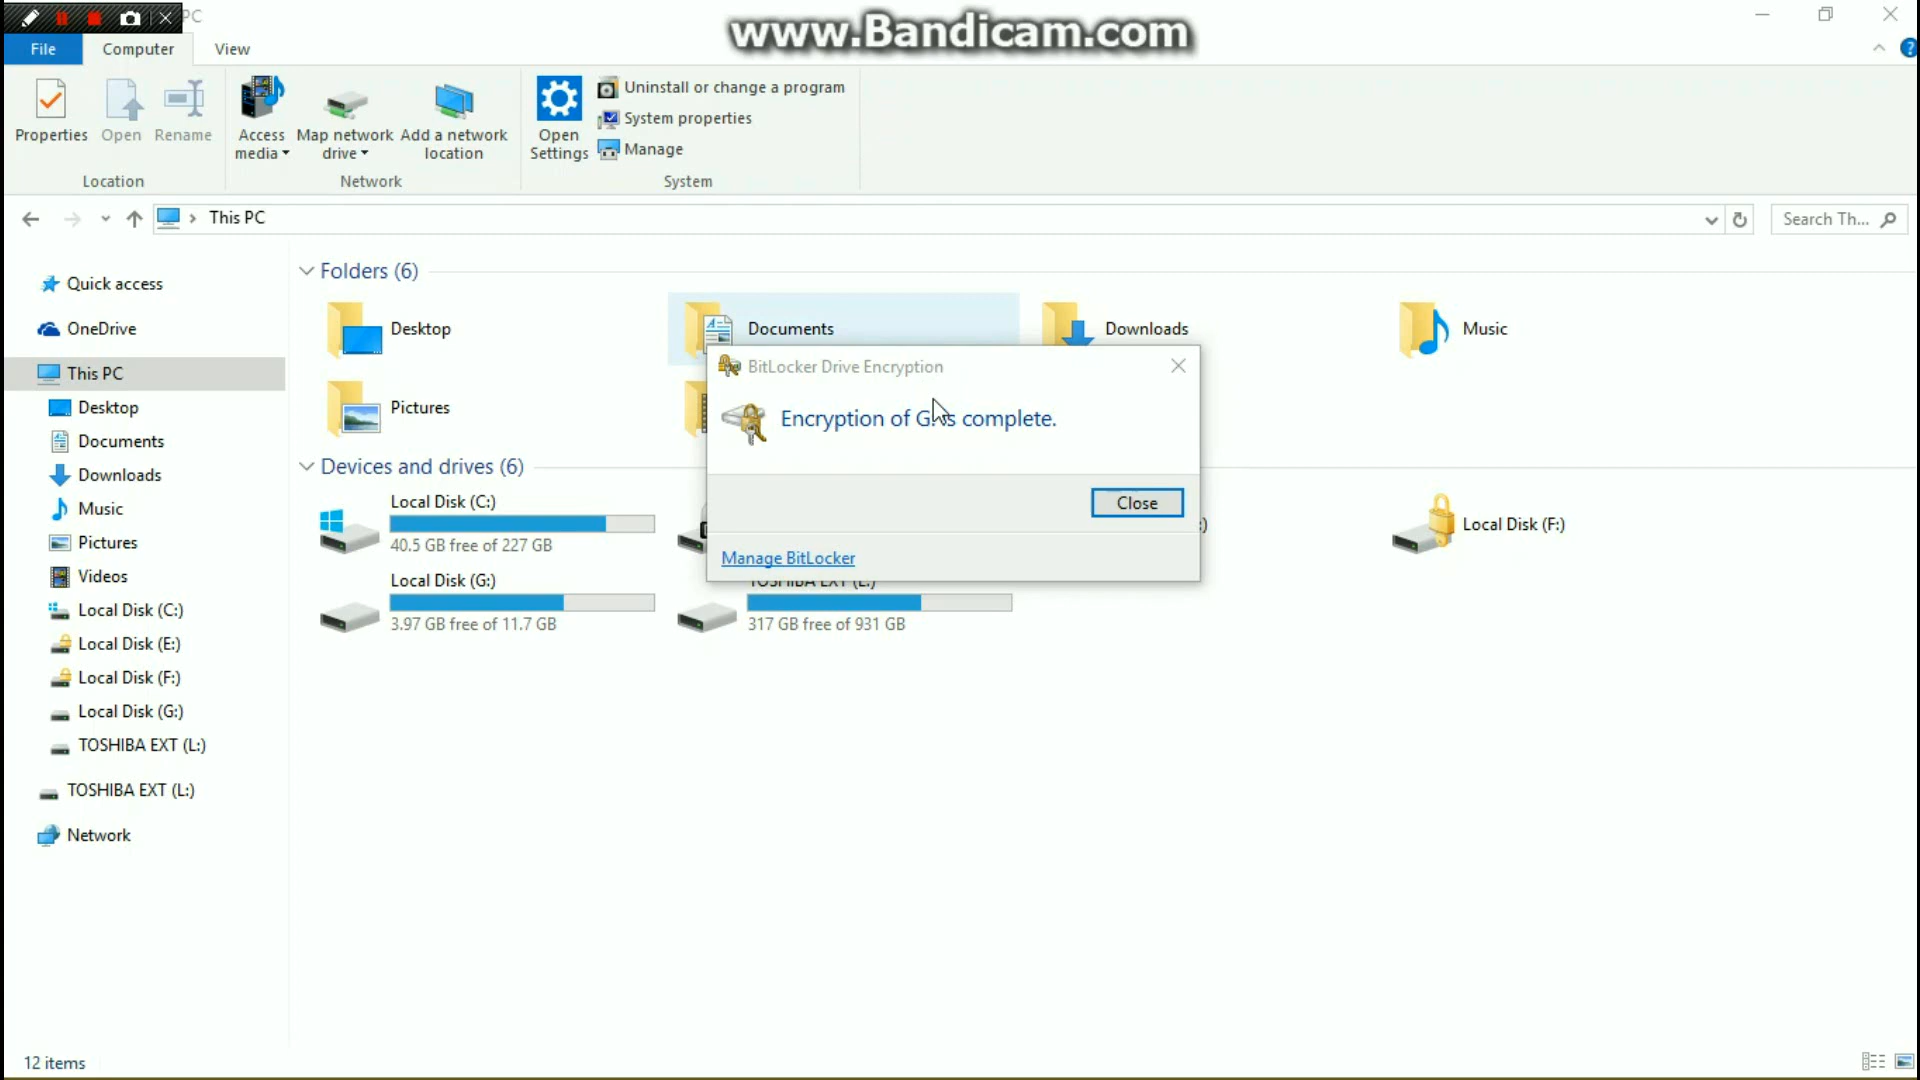 PC
www.Bandicam.com
File
Computer
View
Properties
Open
Rename
Access media
Map network drive
Add a network location
Open Settings
Uninstall or change a program
System properties
Manage
Location
Network
System
This PC
Search Th...
Quick access
OneDrive
This PC
Desktop
Documents
Downloads
Music
Pictures
Videos
Local Disk (C:)
Local Disk (E:)
Local Disk (F:)
Local Disk (G:)
TOSHIBA EXT (L:)
TOSHIBA EXT (L:)
Network
Folders (6)
Desktop
Documents
Downloads
Music
Pictures
BitLocker Drive Encryption
Encryption of G: is complete.
Close
Manage BitLocker
Devices and drives (6)
Local Disk (C:)
40.5 GB free of 227 GB
:)
Local Disk (F:)
Local Disk (G:)
3.97 GB free of 11.7 GB
TOSHIBA EXT (L:)
317 GB free of 931 GB
12 items